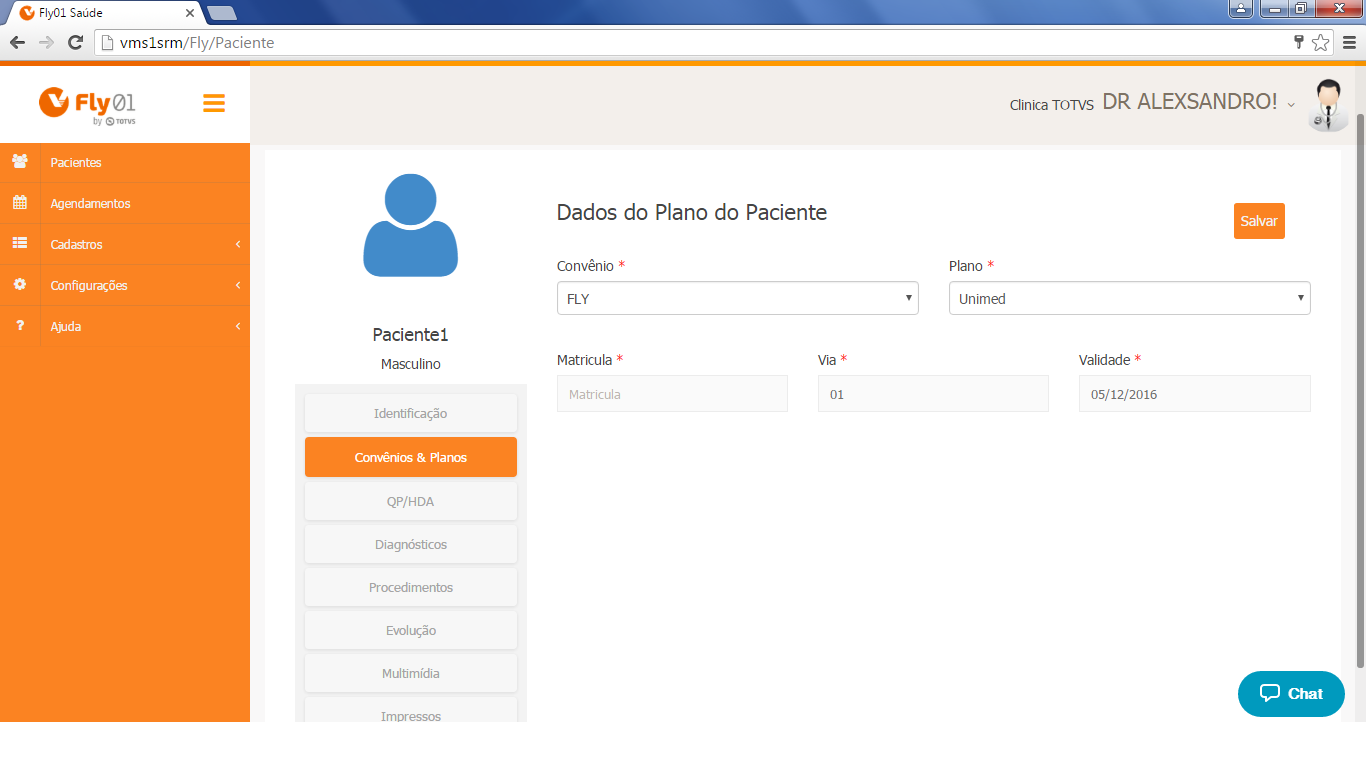 Fly01 Saúde
vms1srm/Fly/Paciente
Fly01
by TOTVS
Clinica TOTVS DR ALEXSANDRO!
Pacientes
Agendamentos
Cadastros
Configurações
? Ajuda
Paciente1
Masculino
Identificação
Convênios & Planos
QP/HDA
Diagnósticos
Procedimentos
Evolução
Multimídia
Impressos
Dados do Plano do Paciente
Salvar
Convênio * Plano *
FLY Unimed
Matricula * Via * Validade *
Matricula 01 05/12/2016
Chat